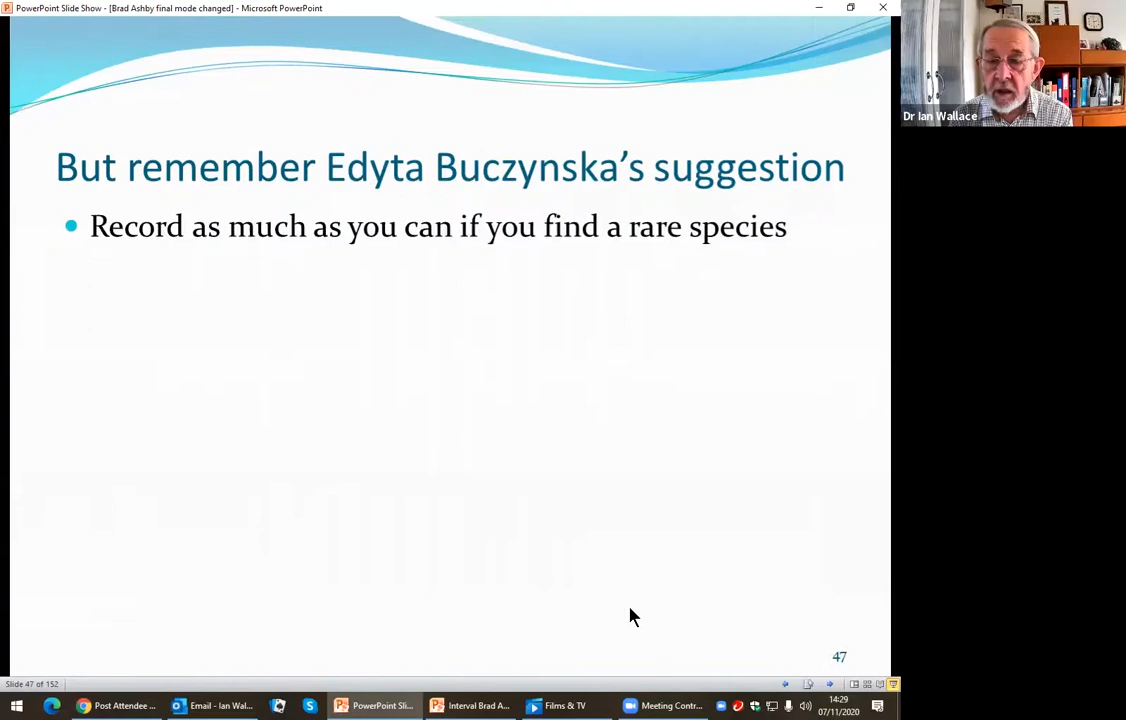 PowerPoint Slide Show - [Brad Ashby final mode changed] - Microsoft PowerPoint
Dr Ian Wallace
But remember Edyta Buczynska's suggestion
Record as much as you can if you find a rare species
47
Slide 47 of 152
Post Attendee ...
Email - Ian Wal...
PowerPoint Sli...
Interval Brad A...
Films & TV
Meeting Contr...
14:29
07/11/2020